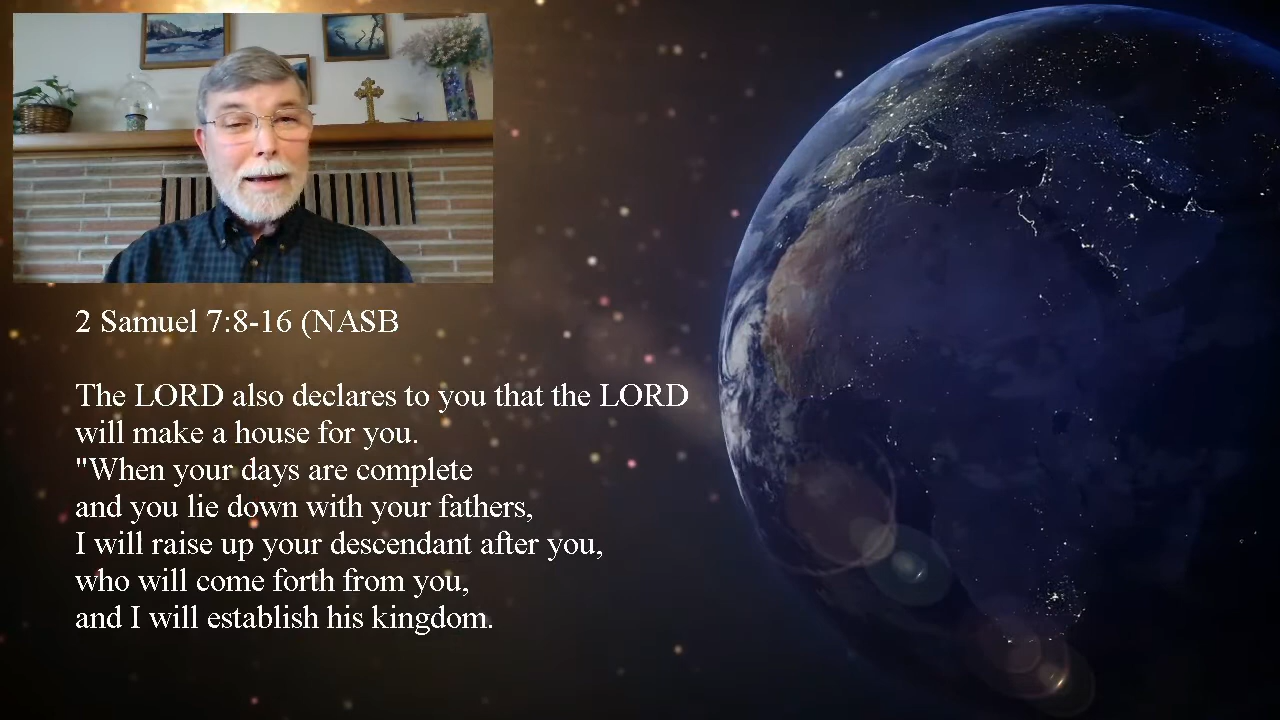 2 Samuel 7:8-16 (NASB
The LORD also declares to you that the LORD
will make a house for you.
"When your days are complete
and you lie down with your fathers,
I will raise up your descendant after you,
who will come forth from you,
and I will establish his kingdom.